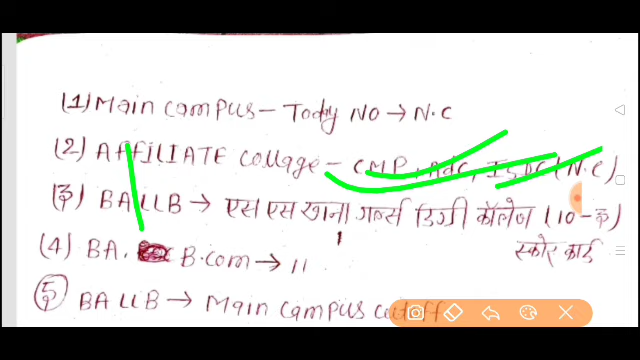 (1) Main campus - Today NO → N.C
(2) AFFILIATE Collage - CMP, ADC, ISDC (N.C)
(3) BA LLB → एस एस खन्ना गर्ल्स डिग्री कॉलेज (10-
स्कोर कार्ड
(4) BA, B.com → 11
(5) BA LLB → Main campus cutoff